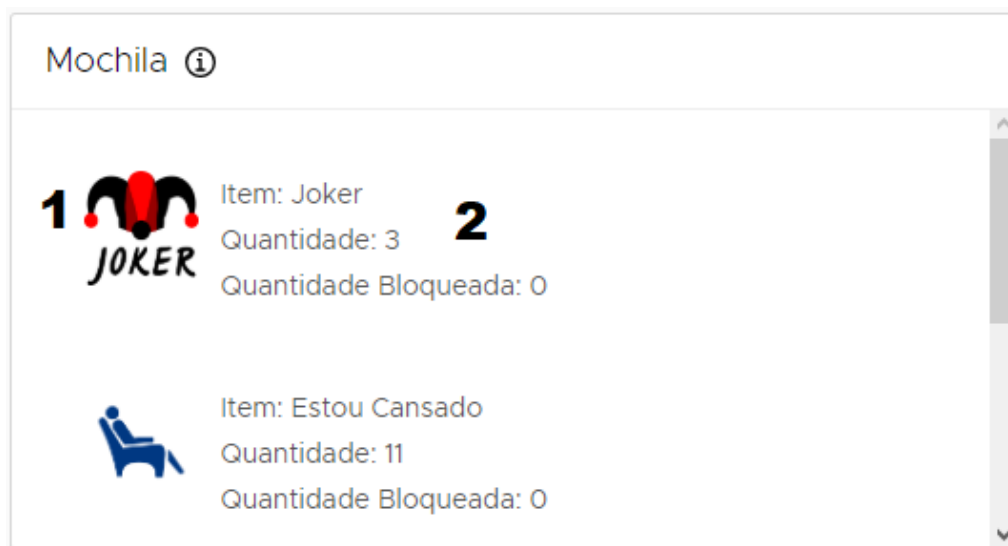 Mochila
1
JOKER
Item: Joker
Quantidade: 3
2
Quantidade Bloqueada: 0
Item: Estou Cansado
Quantidade: 11
Quantidade Bloqueada: 0